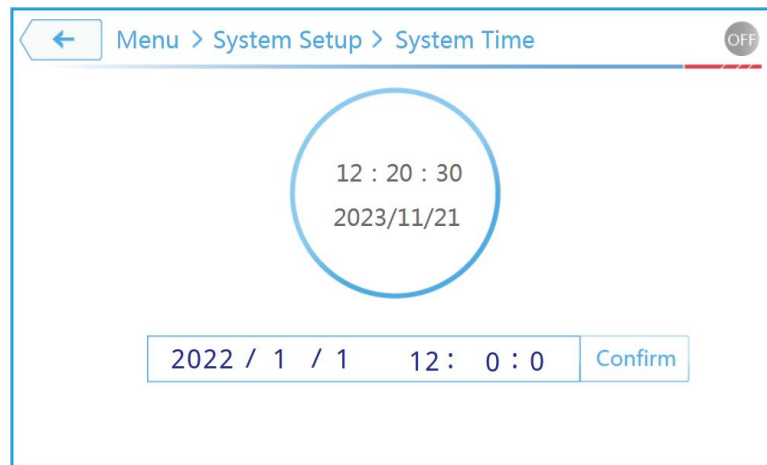 ← Menu > System Setup > System Time OFF
12 : 20 : 30
2023/11/21
2022 / 1 / 1 12 : 0 : 0 Confirm